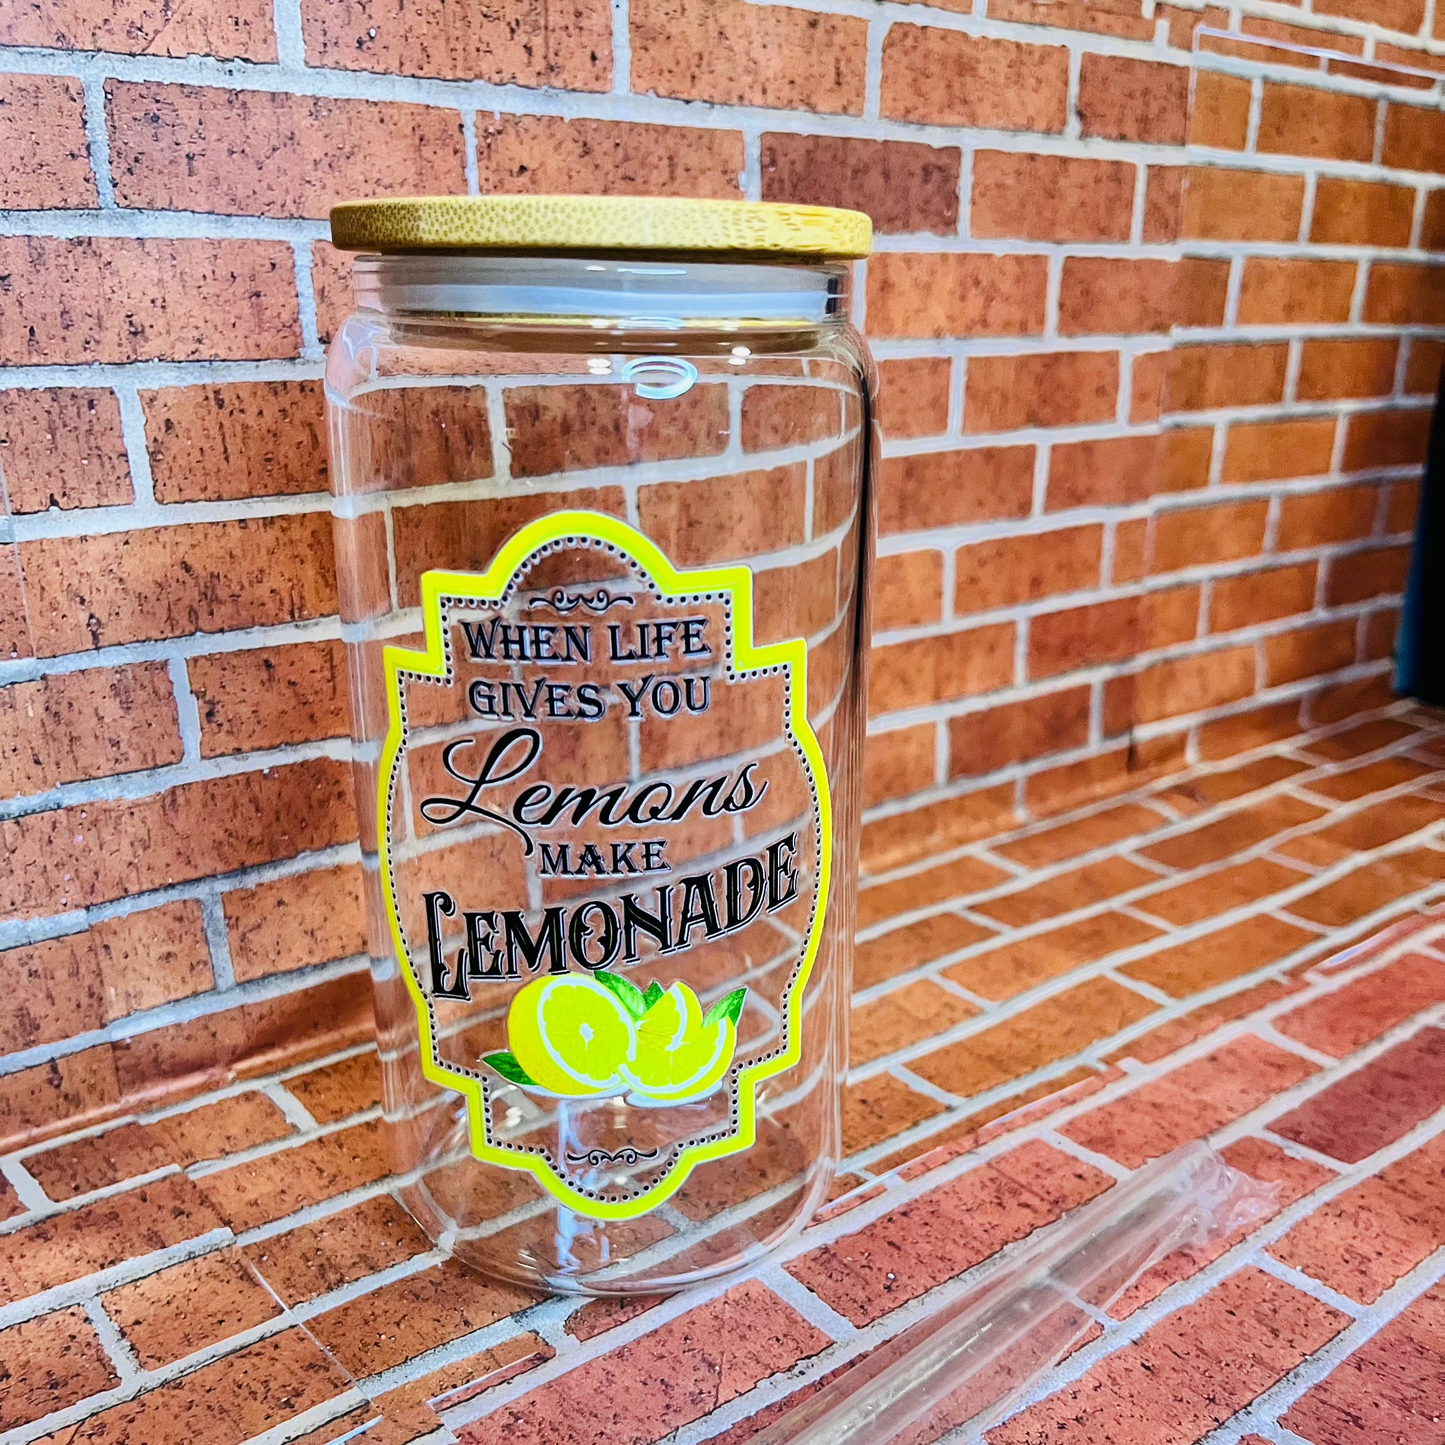 WHEN LIFE
GIVES YOU
Lemons
MAKE
LEMONADE